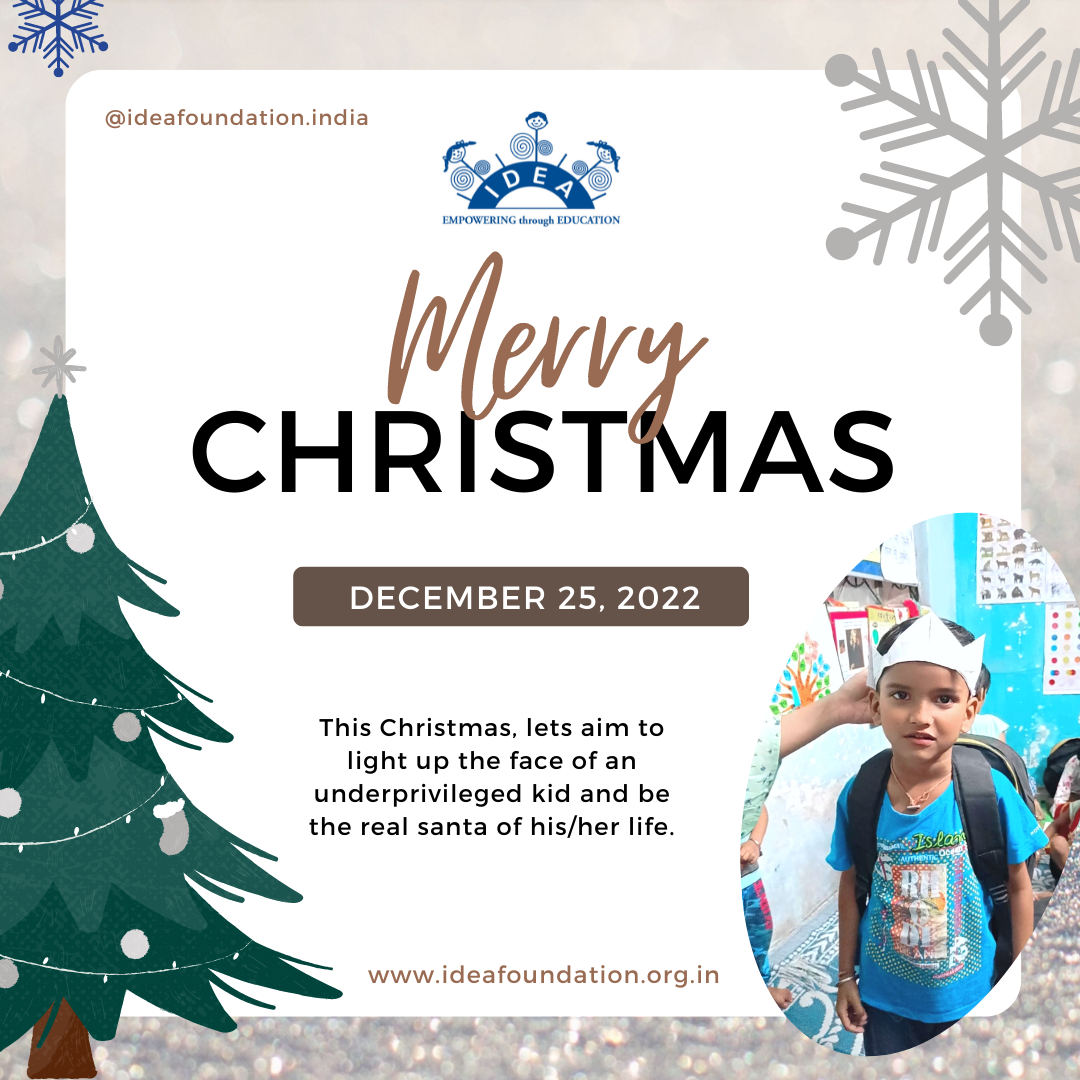 @ideafoundation.india
IDEA
EMPOWERING through EDUCATION
Merry
CHRISTMAS
DECEMBER 25, 2022
This Christmas, lets aim to
light up the face of an
underprivileged kid and be
the real santa of his/her life.
AUTHENTIC
www.ideafoundation.org.in